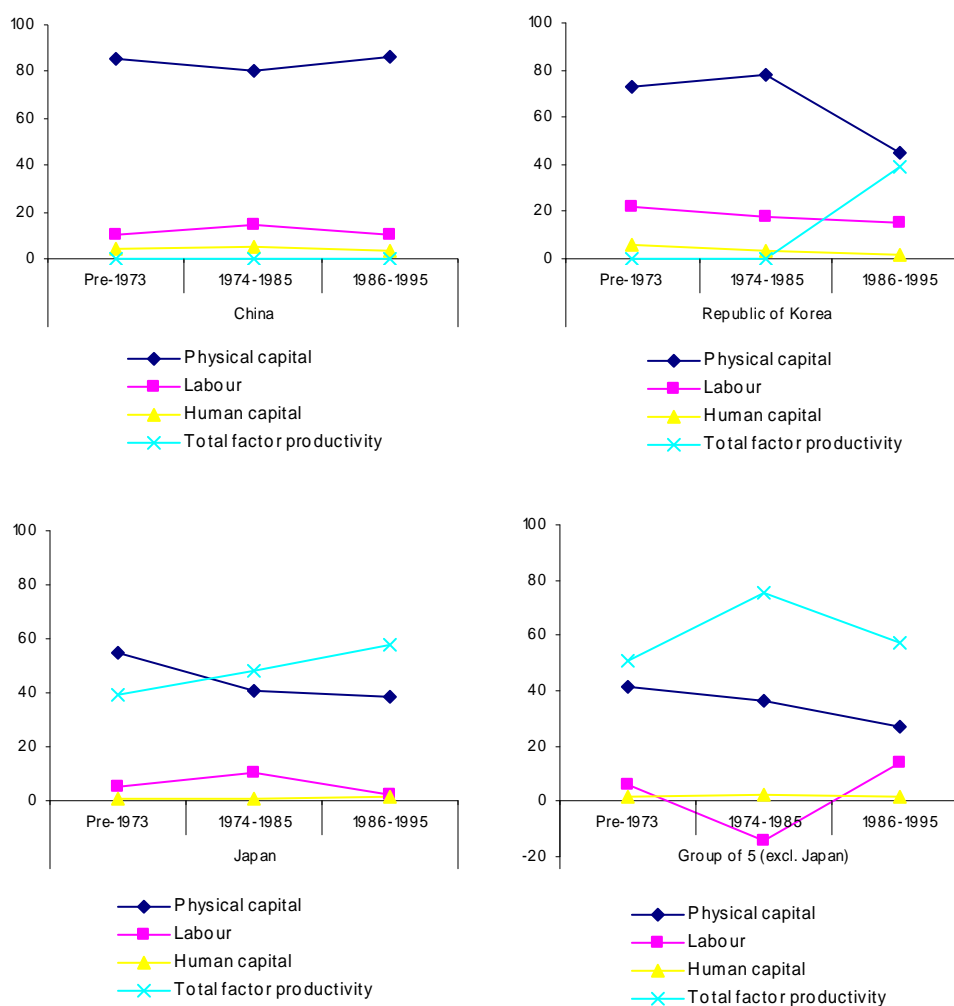 100
80
60
40
20
0
Pre-1973 1974-1985 1986-1995
China
Physical capital
Labour
Human capital
Total factor productivity
100
80
60
40
20
0
Pre-1973 1974-1985 1986-1995
Republic of Korea
Physical capital
Labour
Human capital
Total factor productivity
100
80
60
40
20
0
Pre-1973 1974-1985 1986-1995
Japan
Physical capital
Labour
Human capital
Total factor productivity
100
80
60
40
20
0
Pre-1973 1974-1985 1986-1995
-20
Group of 5 (excl. Japan)
Physical capital
Labour
Human capital
Total factor productivity